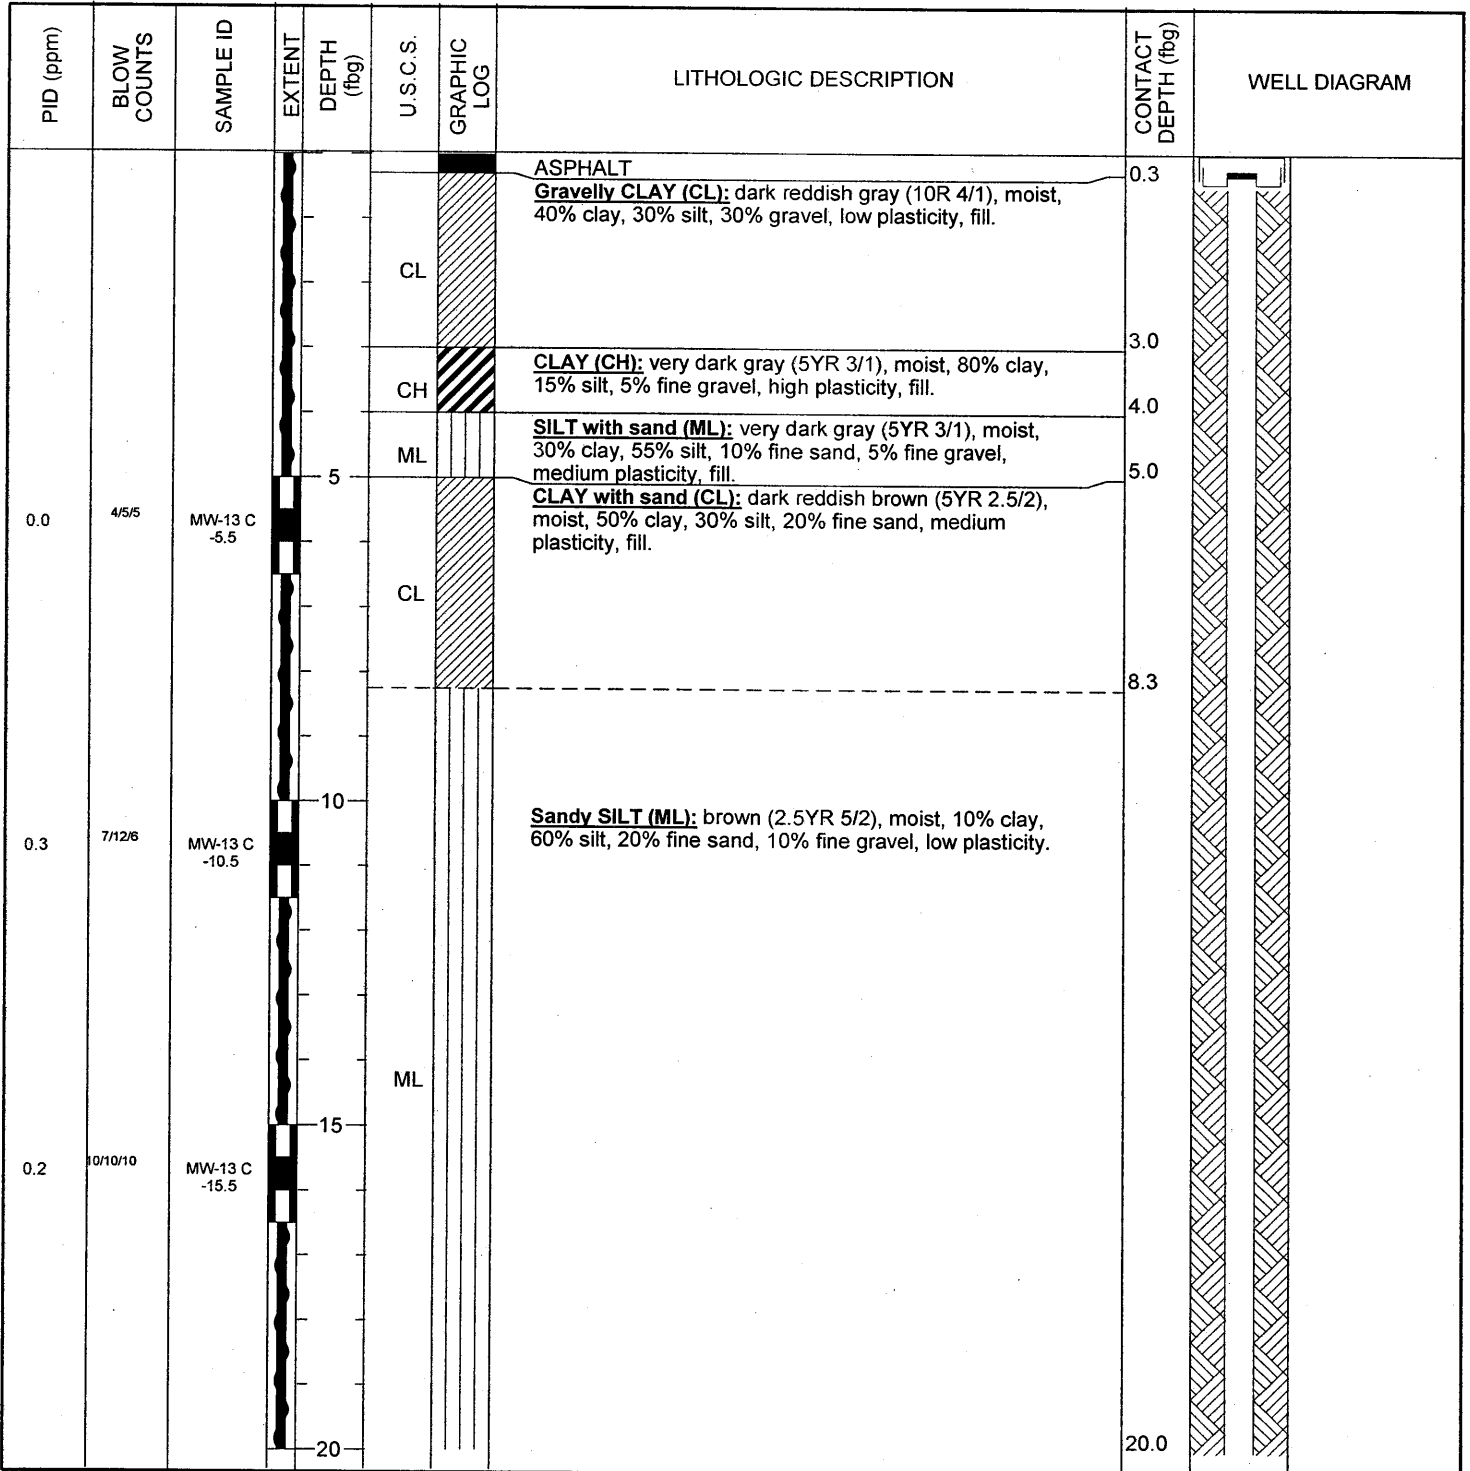 PID (ppm)
BLOW
COUNTS
SAMPLE ID
EXTENT
DEPTH
(fbg)
U.S.C.S.
GRAPHIC
LOG
LITHOLOGIC DESCRIPTION
CONTACT
DEPTH (fbg)
WELL DIAGRAM
ASPHALT
0.3
Gravelly CLAY (CL): dark reddish gray (10R 4/1), moist,
40% clay, 30% silt, 30% gravel, low plasticity, fill.
CL
3.0
CLAY (CH): very dark gray (5YR 3/1), moist, 80% clay,
15% silt, 5% fine gravel, high plasticity, fill.
CH
4.0
SILT with sand (ML): very dark gray (5YR 3/1), moist,
30% clay, 55% silt, 10% fine sand, 5% fine gravel,
medium plasticity, fill.
ML
5
5.0
CLAY with sand (CL): dark reddish brown (5YR 2.5/2),
moist, 50% clay, 30% silt, 20% fine sand, medium
plasticity, fill.
0.0
4/5/5
MW-13 C
-5.5
CL
8.3
10
Sandy SILT (ML): brown (2.5YR 5/2), moist, 10% clay,
60% silt, 20% fine sand, 10% fine gravel, low plasticity.
0.3
7/12/6
MW-13 C
-10.5
ML
15
0.2
10/10/10
MW-13 C
-15.5
20
20.0